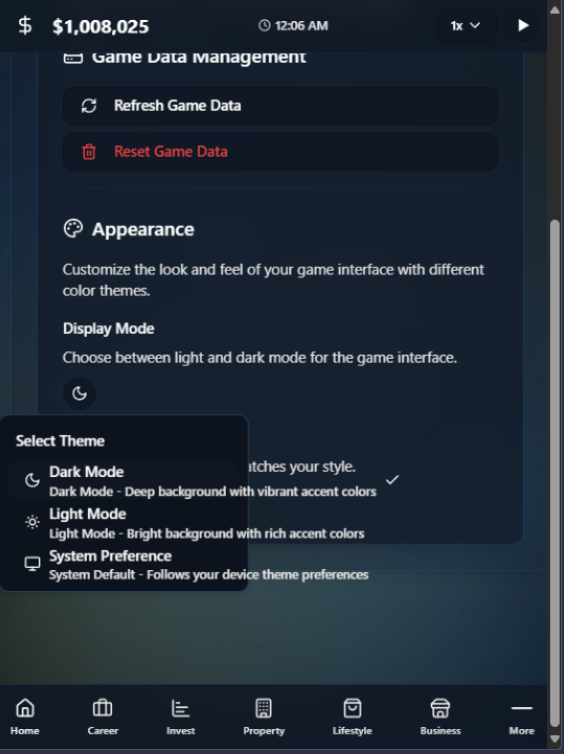 $ $1,008,025 12:06 AM 1x
Game Data Management
Refresh Game Data
Reset Game Data
Appearance
Customize the look and feel of your game interface with different
color themes.
Display Mode
Choose between light and dark mode for the game interface.
Select Theme
your style.
Dark Mode
Dark Mode - Deep background with vibrant accent colors
Light Mode
Light Mode - Bright background with rich accent colors
System Preference
System Default - Follows your device theme preferences
Home Career Invest Property Lifestyle Business More